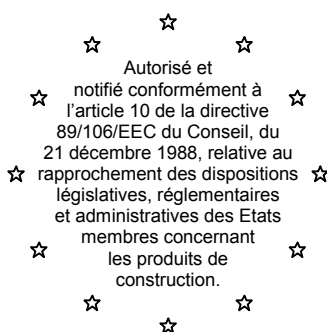 Autorisé et
notifié conformément à
l’article 10 de la directive
89/106/EEC du Conseil, du
21 décembre 1988, relative au
rapprochement des dispositions
législatives, réglementaires
et administratives des Etats
membres concernant
les produits de
construction.